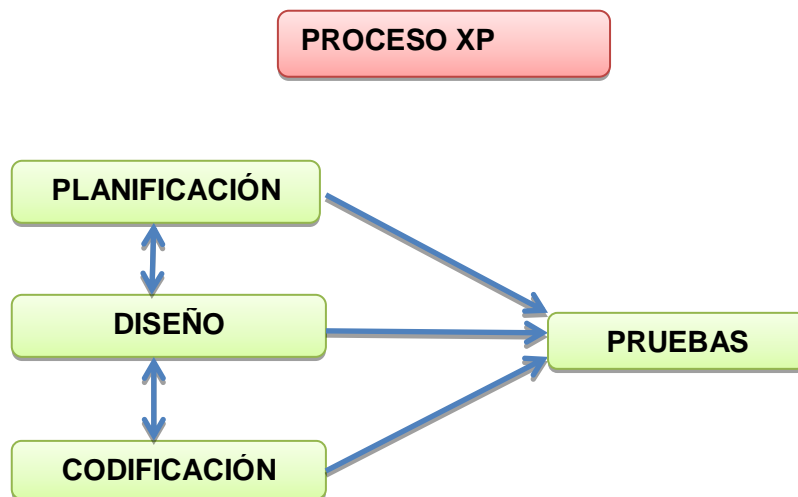 PROCESO XP
PLANIFICACIÓN
DISEÑO
PRUEBAS
CODIFICACIÓN